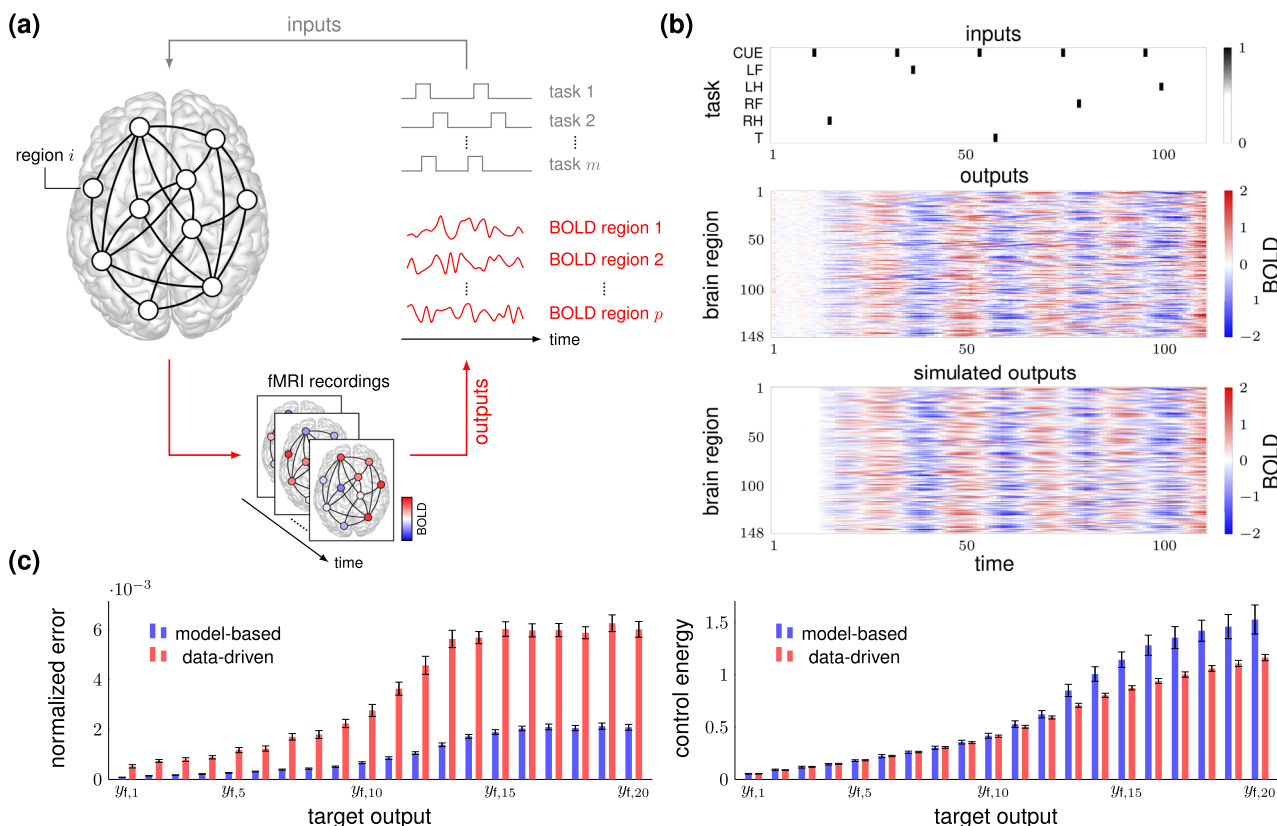 (a)
inputs
region i
task 1
task 2
task m
BOLD region 1
BOLD region 2
BOLD region p
time
outputs
fMRI recordings
BOLD
time
(b)
inputs
task
CUE
LF
LH
RF
RH
T
1 50 100
1
0
outputs
brain region
1
50
100
148
1 50 100
2
1
0
1
−2
BOLD
simulated outputs
brain region
1
50
100
148
1 50 100
time
2
1
0
−1
−2
BOLD
(c)
·10⁻³
normalized error
6
4
2
0
model-based
data-driven
yf,1 yf,5 yf,10 yf,15 yf,20
target output
control energy
1.5
1
0.5
0
model-based
data-driven
yf,1 yf,5 yf,10 yf,15 yf,20
target output